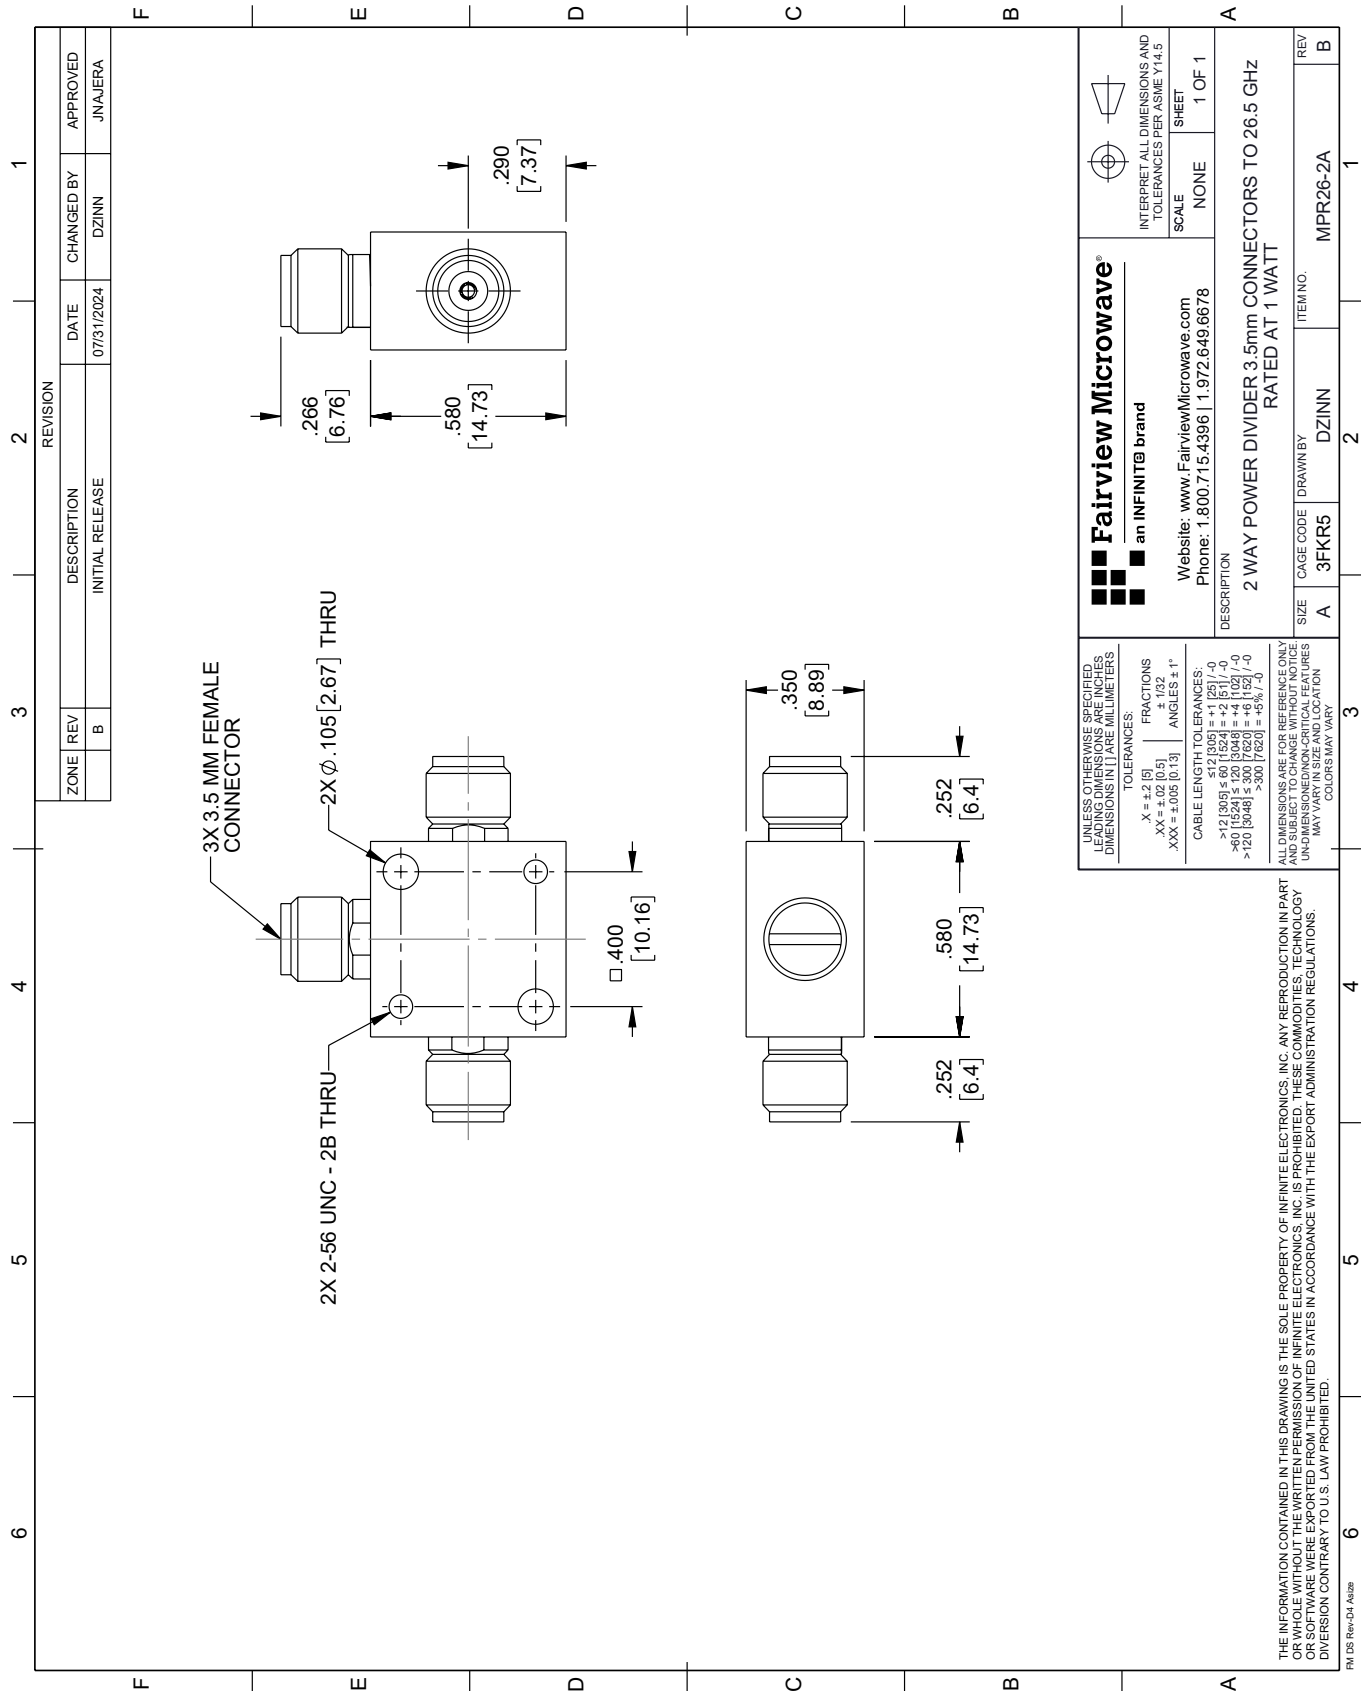 6
5
4
3
2
1
F
E
D
C
B
A
REVISION
ZONE REV DESCRIPTION DATE CHANGED BY APPROVED
B INITIAL RELEASE 07/31/2024 DZINN JNAJERA
3X 3.5 MM FEMALE
CONNECTOR
2X 2-56 UNC - 2B THRU
2X ∅.105 [2.67] THRU
□.400
[10.16]
.266
[6.76]
.580
[14.73]
.290
[7.37]
.350
[8.89]
.252
[6.4]
.580
[14.73]
.252
[6.4]
THE INFORMATION CONTAINED IN THIS DRAWING IS THE SOLE PROPERTY OF INFINITE ELECTRONICS, INC. ANY REPRODUCTION IN PART
OR WHOLE WITHOUT THE WRITTEN PERMISSION OF INFINITE ELECTRONICS, INC. IS PROHIBITED. THESE COMMODITIES, TECHNOLOGY
OR SOFTWARE WERE EXPORTED FROM THE UNITED STATES IN ACCORDANCE WITH THE EXPORT ADMINISTRATION REGULATIONS.
DIVERSION CONTRARY TO U.S. LAW PROHIBITED.
UNLESS OTHERWISE SPECIFIED
LEADING DIMENSIONS ARE INCHES
DIMENSIONS IN [ ] ARE MILLIMETERS
TOLERANCES:
.X = ±.2 [5] FRACTIONS
.XX = ±.02 [0.5] ± 1/32
.XXX = ±.005 [0.13] ANGLES ± 1°
CABLE LENGTH TOLERANCES:
≤12 [305] = +1 [25] / -0
>12 [305] ≤ 60 [1524] = +2 [51] / -0
>60 [1524] ≤ 120 [3048] = +4 [102] / -0
>120 [3048] ≤ 300 [7620] = +6 [152] / -0
>300 [7620] = +5% / -0
ALL DIMENSIONS ARE FOR REFERENCE ONLY
AND SUBJECT TO CHANGE WITHOUT NOTICE.
UN-DIMENSIONED/NON-CRITICAL FEATURES
MAY VARY IN SIZE AND LOCATION
COLORS MAY VARY
Fairview Microwave®
an INFINIT@ brand
Website: www.FairviewMicrowave.com
Phone: 1.800.715.4396 | 1.972.649.6678
INTERPRET ALL DIMENSIONS AND
TOLERANCES PER ASME Y14.5
SCALE SHEET
NONE 1 OF 1
DESCRIPTION
2 WAY POWER DIVIDER 3.5mm CONNECTORS TO 26.5 GHz
RATED AT 1 WATT
SIZE CAGE CODE DRAWN BY ITEM NO. REV
A 3FKR5 DZINN MPR26-2A B
F
E
D
C
B
A
FM DS Rev-D4 Asize
6
5
4
3
2
1